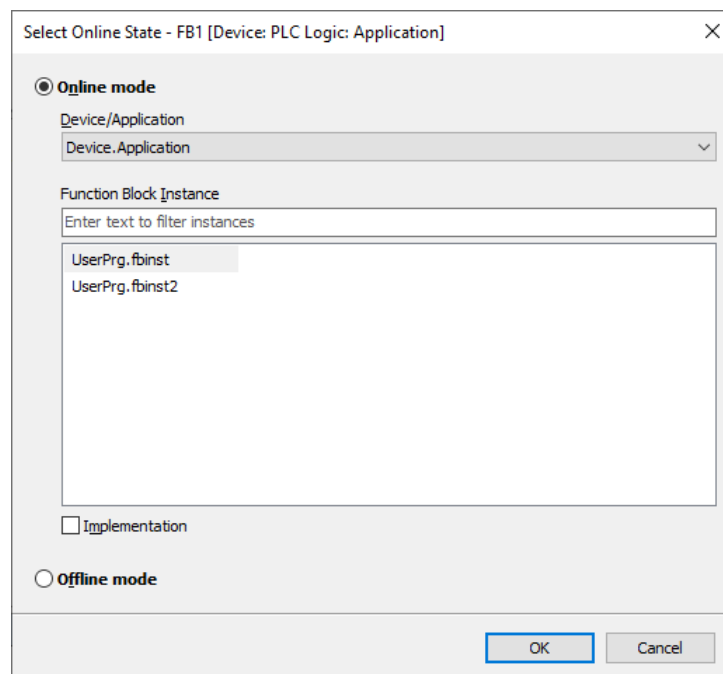 Select Online State - FB1 [Device: PLC Logic: Application]
Online mode
Device/Application
Device.Application
Function Block Instance
Enter text to filter instances
UserPrg.fbinst
UserPrg.fbinst2
Implementation
Offline mode
OK Cancel